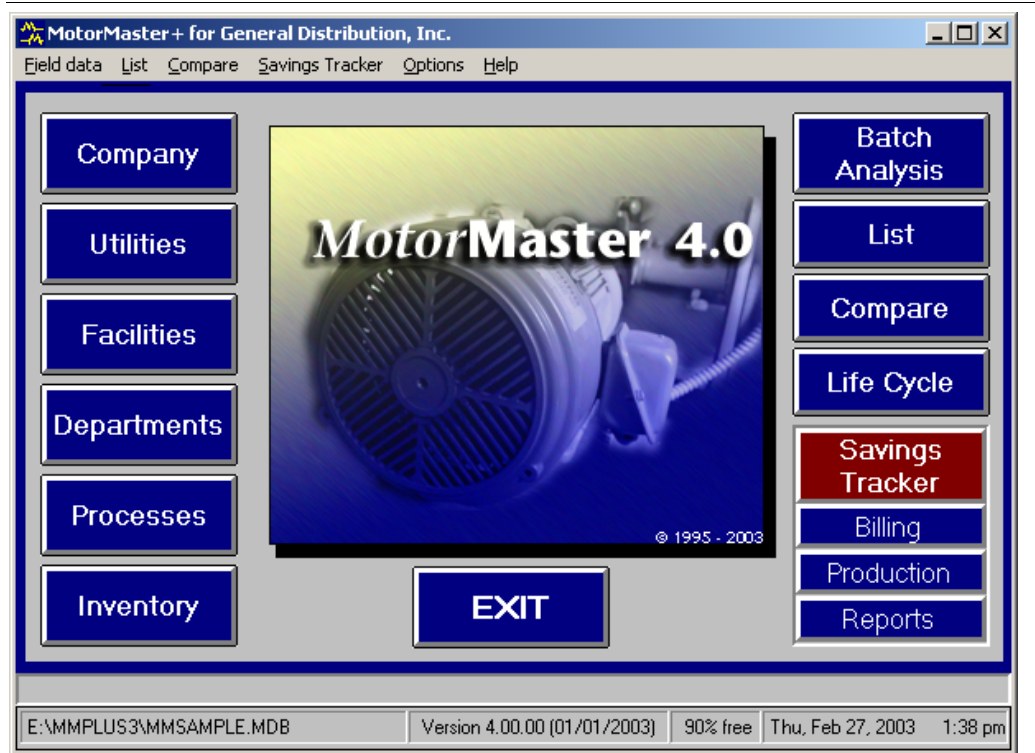 MotorMaster+ for General Distribution, Inc.
Field data List Compare Savings Tracker Options Help
Company
Utilities
Facilities
Departments
Processes
Inventory
MotorMaster 4.0
© 1995 - 2003
EXIT
Batch
Analysis
List
Compare
Life Cycle
Savings
Tracker
Billing
Production
Reports
E:\MMPLUS3\MMSAMPLE.MDB Version 4.00.00 (01/01/2003) 90% free Thu, Feb 27, 2003 1:38 pm